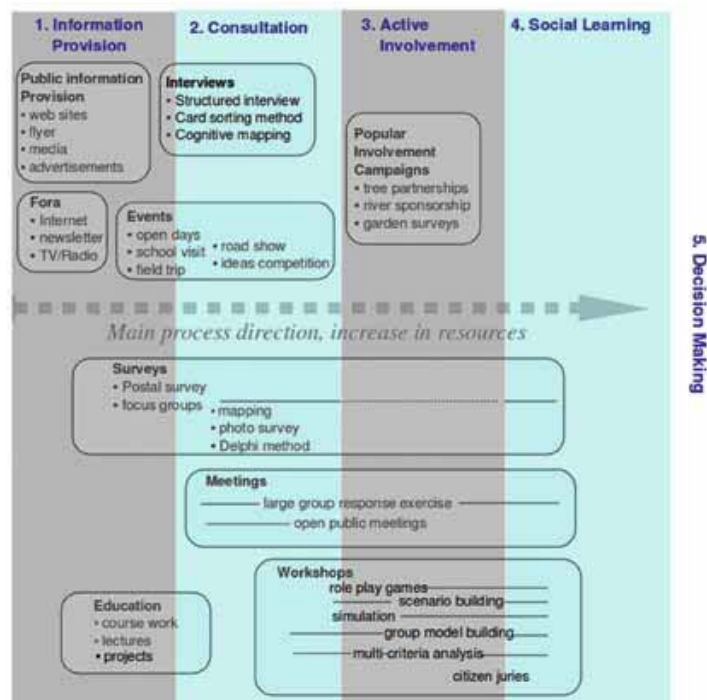 1. Information
Provision
2. Consultation
3. Active
Involvement
4. Social Learning
Public information
Provision
• web sites
• flyer
• media
• advertisements
Interviews
• Structured interview
• Card sorting method
• Cognitive mapping
Popular
Involvement
Campaigns
• tree partnerships
• river sponsorship
• garden surveys
Fora
• Internet
• newsletter
• TV/Radio
Events
• open days
• school visit
• field trip
• road show
• ideas competition
5. Decision Making
Main process direction, increase in resources
Surveys
• Postal survey
• focus groups
• mapping
• photo survey
• Delphi method
Meetings
large group response exercise
open public meetings
Workshops
role play games
scenario building
simulation
group model building
multi-criteria analysis
citizen juries
Education
• course work
• lectures
• projects